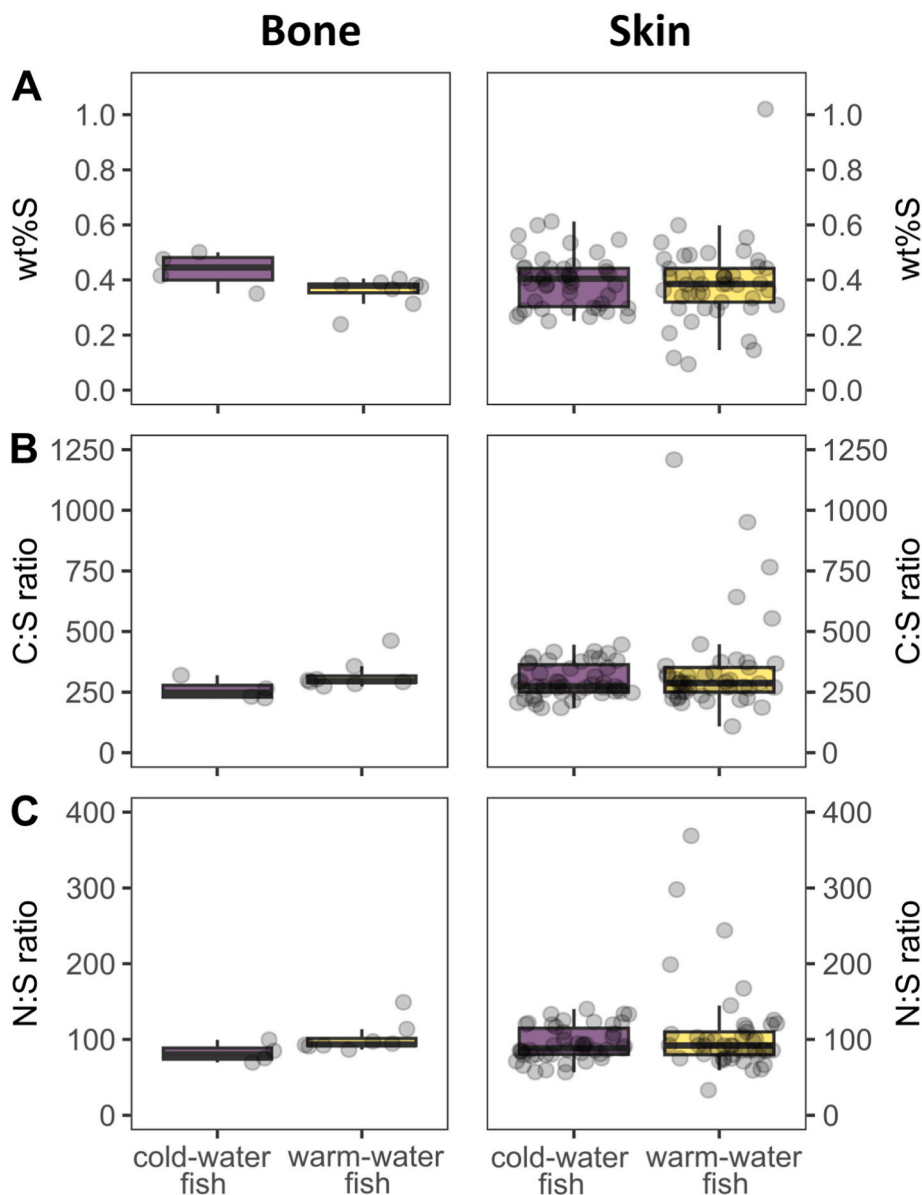 Bone Skin
A
1.0 1.0
0.8 0.8
0.6 0.6
0.4 0.4
0.2 0.2
0.0 0.0
wt%S wt%S
B
1250 1250
1000 1000
750 750
500 500
250 250
0 0
C:S ratio C:S ratio
C
400 400
300 300
200 200
100 100
0 0
N:S ratio N:S ratio
cold-water warm-water cold-water warm-water
fish fish fish fish